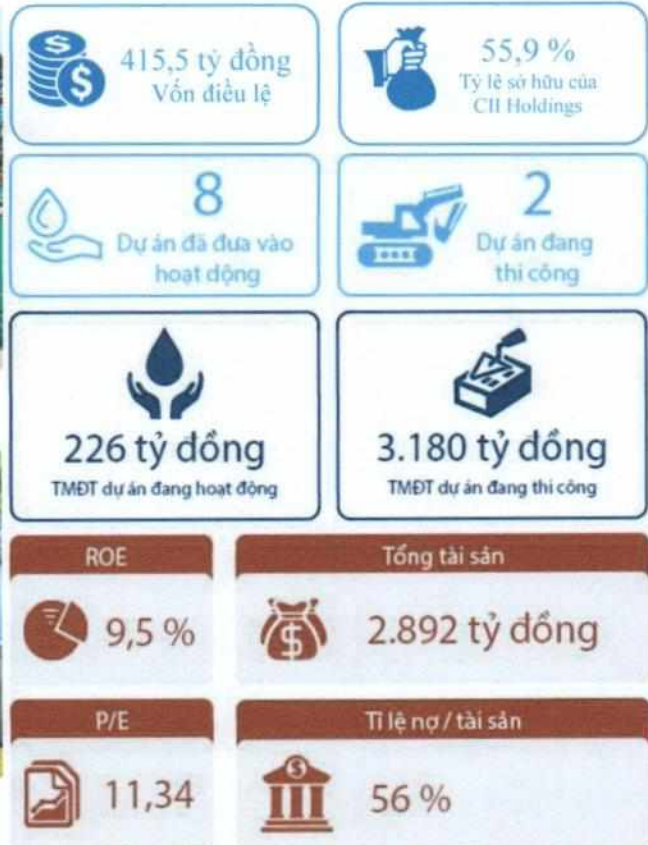 415,5 tỷ đồng
Vốn điều lệ
55,9 %
Tỷ lệ sở hữu của
CII Holdings
8
Dự án đã đưa vào
hoạt động
2
Dự án đang
thi công
226 tỷ đồng
TMĐT dự án đang hoạt động
3.180 tỷ đồng
TMĐT dự án đang thi công
ROE
9,5 %
Tổng tài sản
2.892 tỷ đồng
P/E
11,34
Tỉ lệ nợ / tài sản
56 %